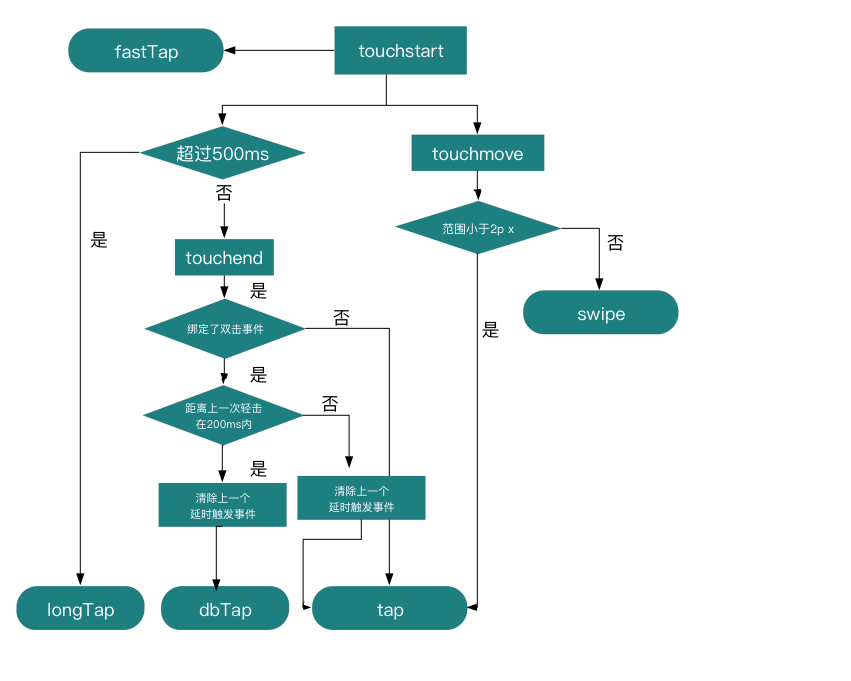 fastTap
touchstart
超过500ms
touchmove
否
范围小于2p x
是
否
touchend
是
swipe
绑定了双击事件
否
是
是
距离上一次轻击
在200ms内
否
是
清除上一个
延时触发事件
清除上一个
延时触发事件
longTap
dbTap
tap